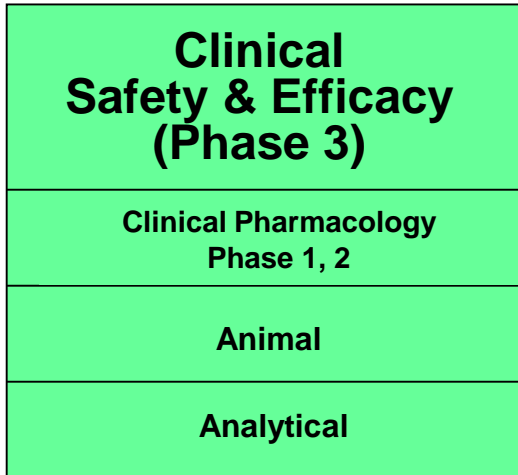 Clinical
Safety & Efficacy
(Phase 3)
Clinical Pharmacology
Phase 1, 2
Animal
Analytical